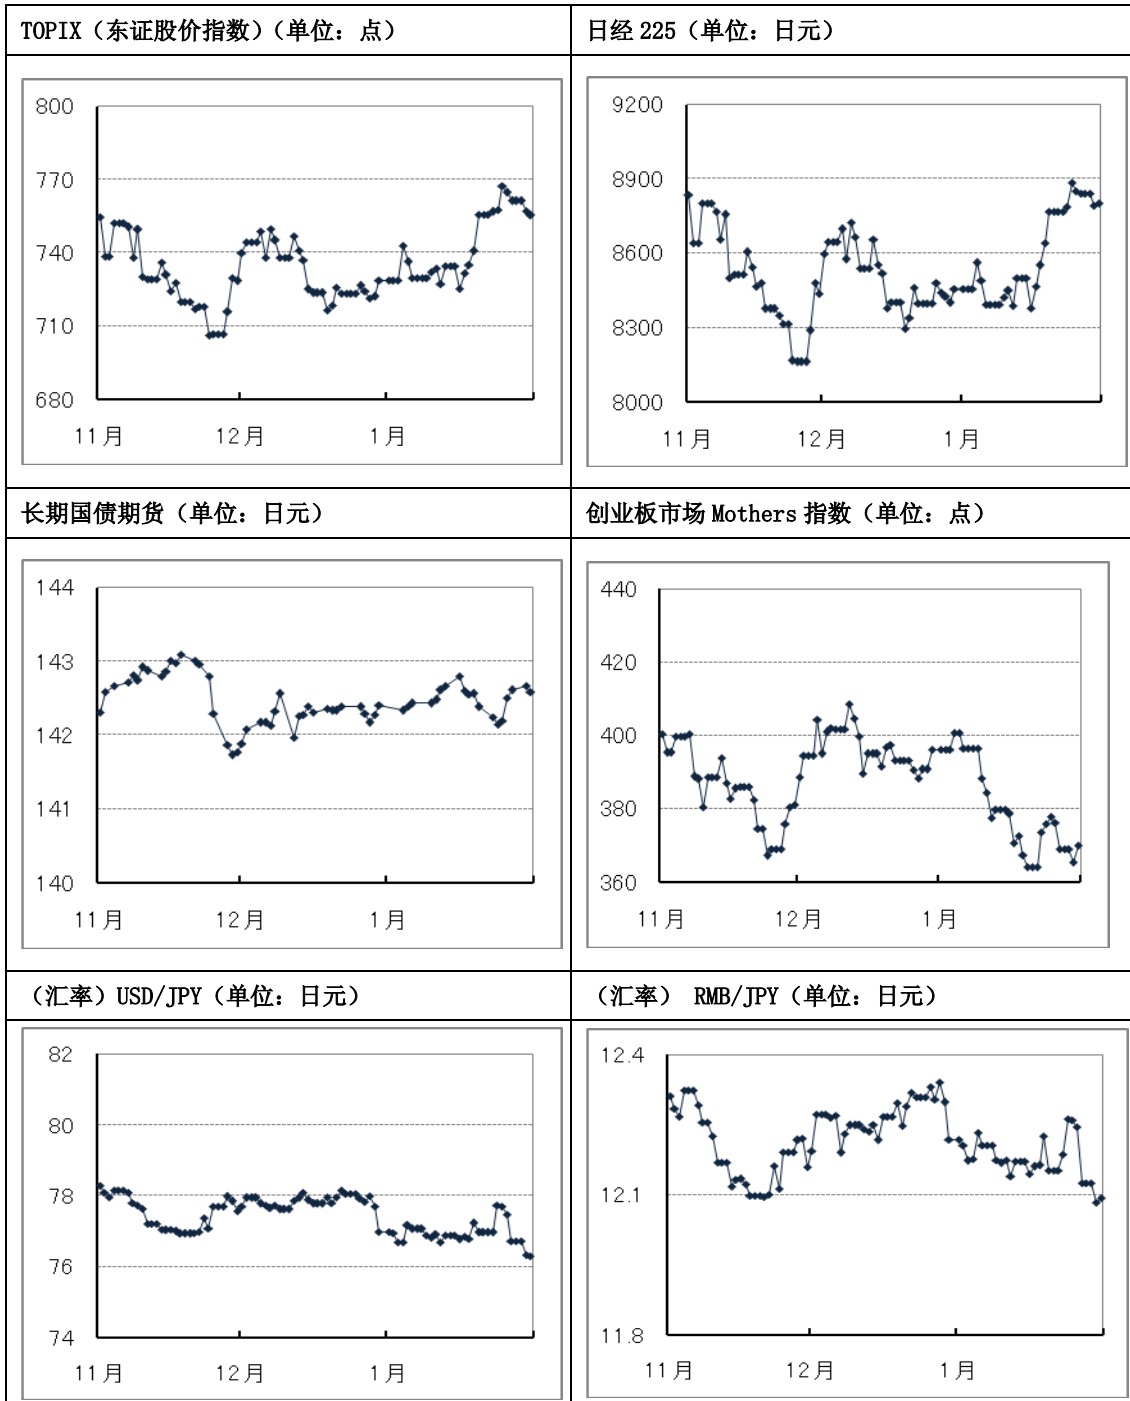 TOPIX（东证股价指数）（单位：点）
日经 225（单位：日元）
800
770
740
710
680
11月
12月
1月
9200
8900
8600
8300
8000
11月
12月
1月
长期国债期货（单位：日元）
创业板市场 Mothers 指数（单位：点）
144
143
142
141
140
11月
12月
1月
440
420
400
380
360
11月
12月
1月
（汇率）USD/JPY（单位：日元）
（汇率） RMB/JPY（单位：日元）
82
80
78
76
74
11月
12月
1月
12.4
12.1
11.8
11月
12月
1月